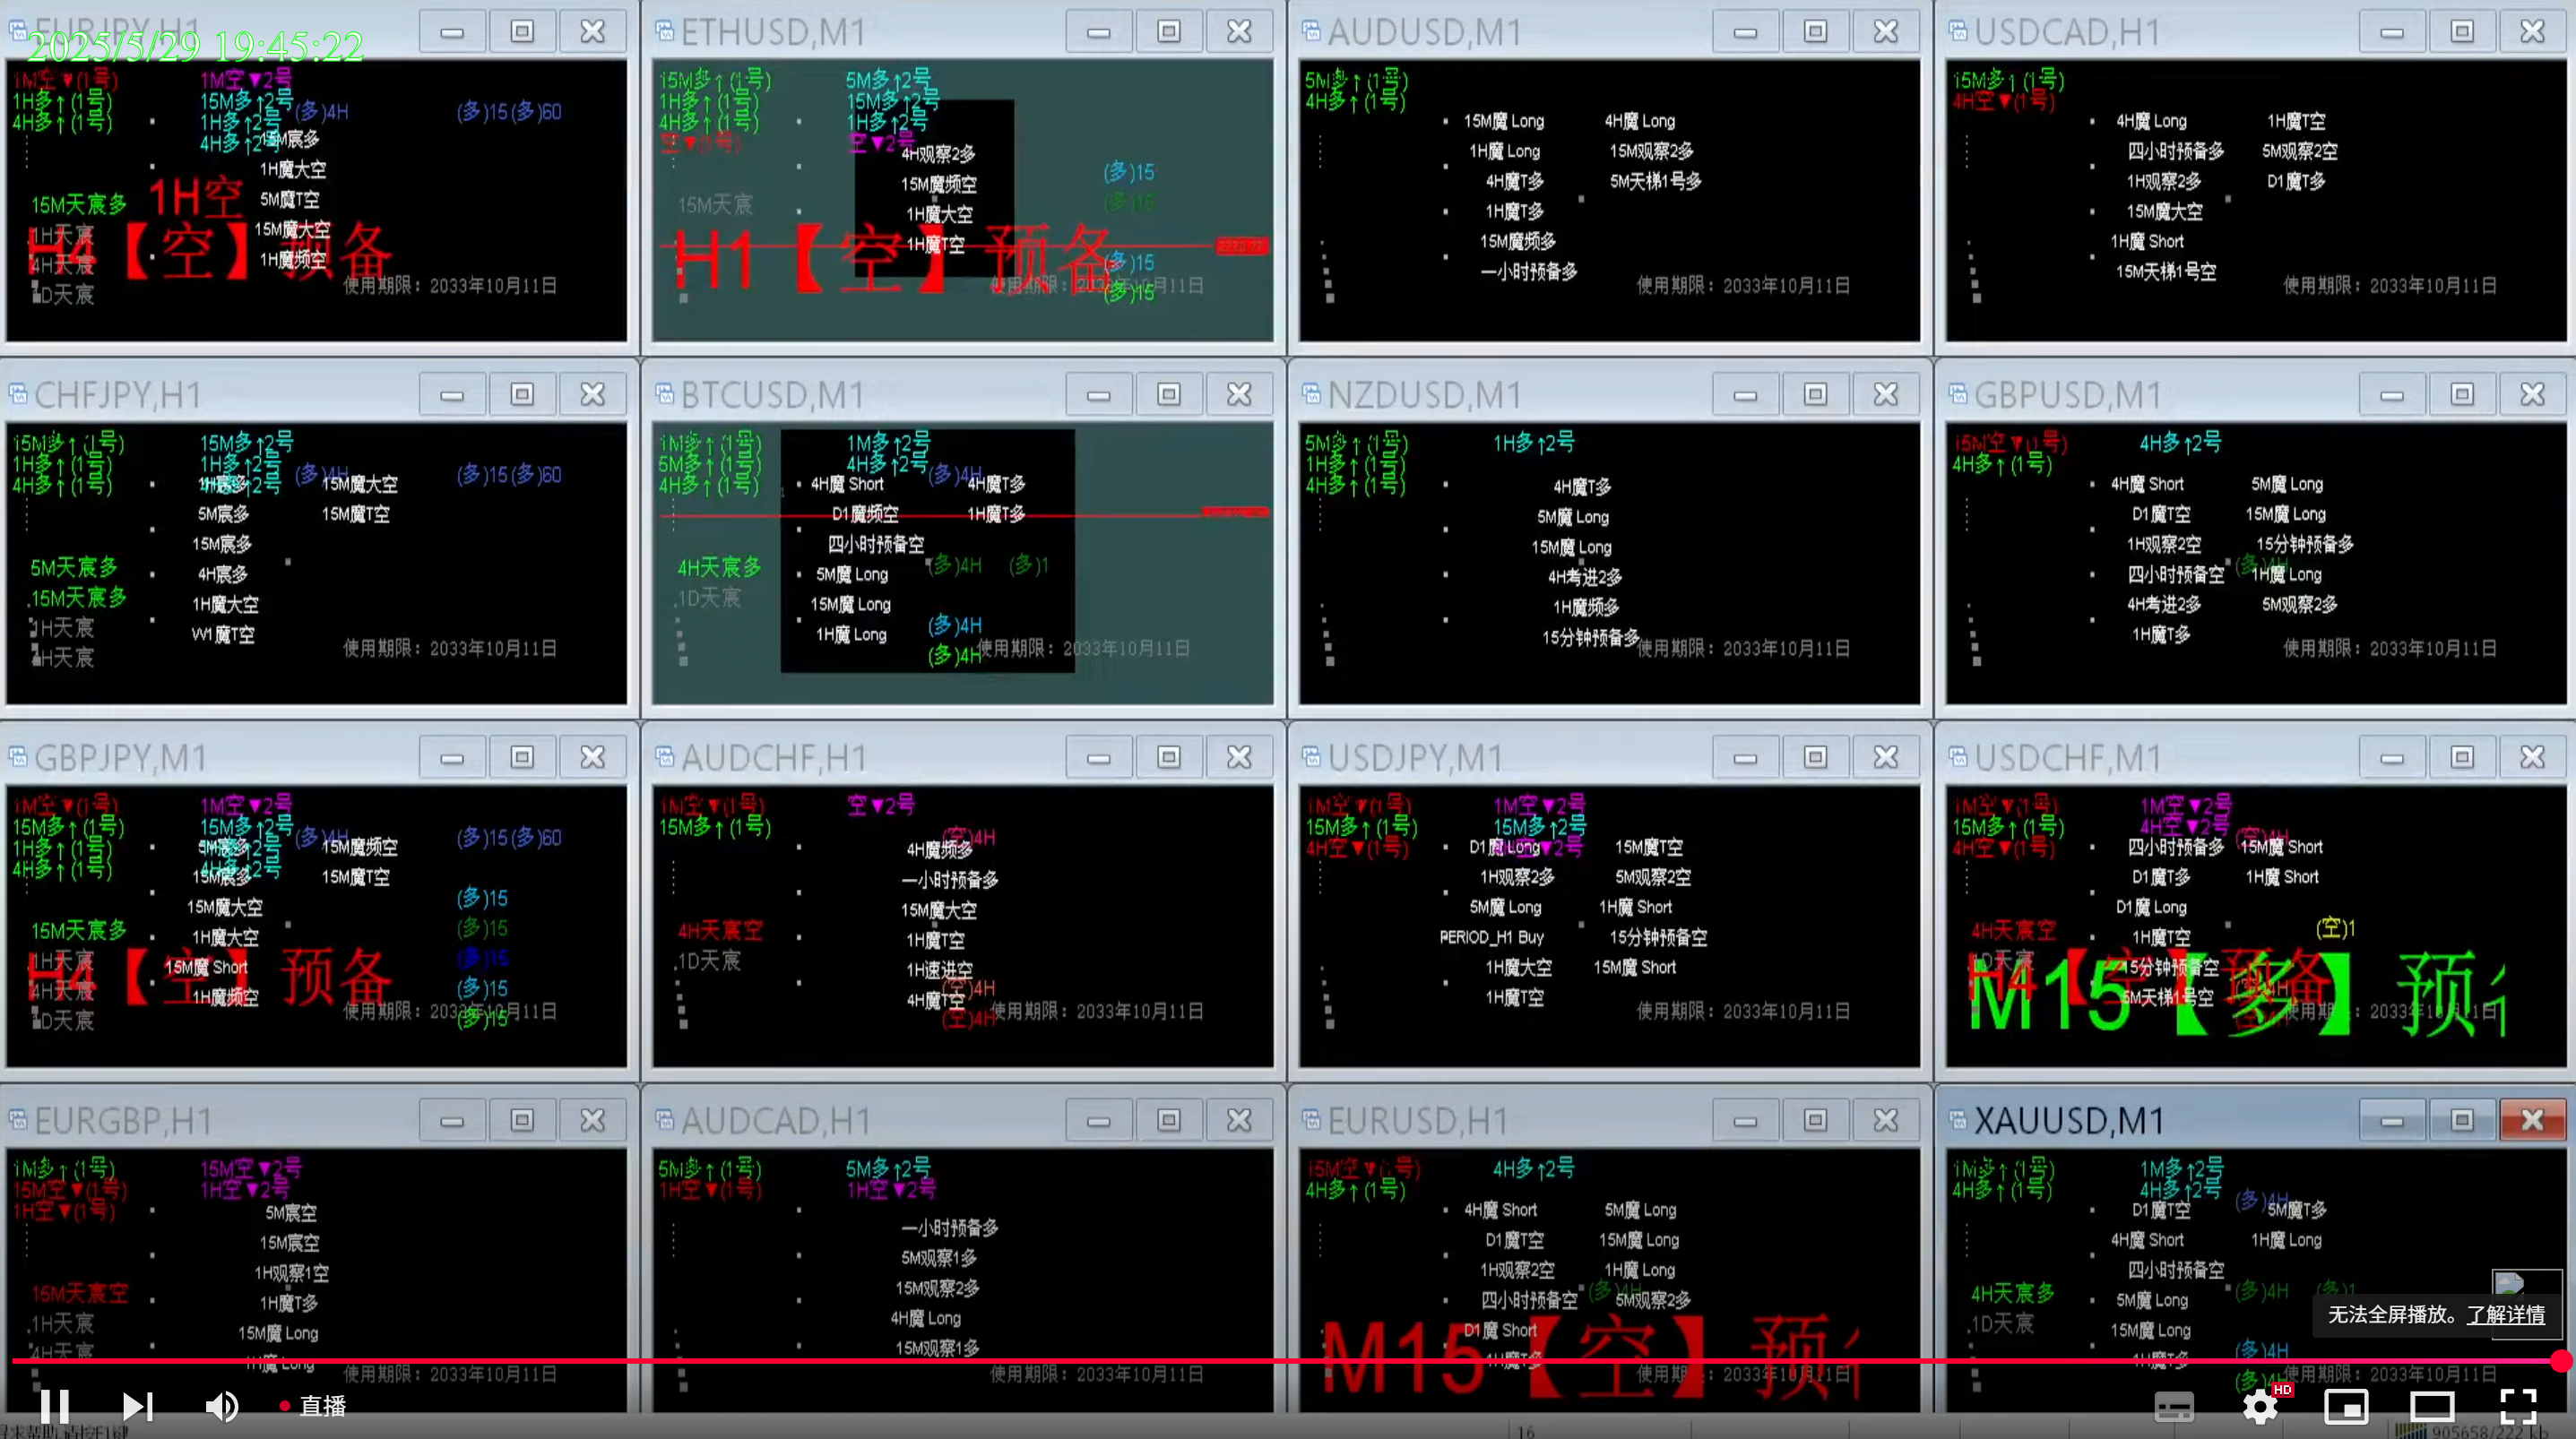 2025/5/29 19:45:22
EURJPY,H1
1M空▼(1号)
1H多↑(1号)
4H多↑(1号)
1M空▼2号
15M多↑2号
1H多↑2号
4H多↑2号
(多)4H
(多)15(多)60
1H魔大空
5M魔T空
15M魔大空
1H魔频空
15M天宸多
1H天宸
4H天宸
1D天宸
1H空
H4【空】预备
使用期限：2033年10月11日
ETHUSD,M1
15M多↑(1号)
1H多↑(1号)
4H多↑(1号)
空▼(1号)
5M多↑2号
15M多↑2号
1H多↑2号
空▼2号
4H观察2多
15M魔频空
1H魔大空
1H魔T空
15M天宸
(多)15
(多)15
(多)15
(多)15
H1【空】预备
AUDUSD,M1
5M多↑(1号)
4H多↑(1号)
15M魔 Long
1H魔 Long
4H魔T多
1H魔T多
15M魔频多
一小时预备多
4H魔 Long
15M观察2多
5M天梯1号多
使用期限：2033年10月11日
USDCAD,H1
15M多↑(1号)
4H空▼(1号)
4H魔 Long
四小时预备多
1H观察2多
15M魔大空
1H魔 Short
15M天梯1号空
1H魔T空
5M观察2空
D1魔T多
使用期限：2033年10月11日
CHFJPY,H1
15M多↑(1号)
1H多↑(1号)
4H多↑(1号)
15M多↑2号
1H多↑2号
(多)4H
(多)15(多)60
5M宸多
15M宸多
4H宸多
1H魔大空
W1魔T空
15M魔大空
15M魔T空
5M天宸多
15M天宸多
1H天宸
4H天宸
使用期限：2033年10月11日
BTCUSD,M1
1M多↑(1号)
5M多↑(1号)
4H多↑(1号)
1M多↑2号
4H多↑2号
(多)4H
4H魔 Short
D1魔频空
四小时预备空
5M魔 Long
15M魔 Long
1H魔 Long
4H魔T多
1H魔T多
4H天宸多
1D天宸
(多)4H
(多)1
(多)4H
(多)4H
使用期限：2033年10月11日
NZDUSD,M1
5M多↑(1号)
1H多↑(1号)
4H多↑(1号)
1H多↑2号
4H魔T多
5M魔 Long
15M魔 Long
4H考进2多
1H魔频多
15分钟预备多
使用期限：2033年10月11日
GBPUSD,M1
15M空▼(1号)
4H多↑(1号)
4H多↑2号
4H魔 Short
D1魔T空
1H观察2空
四小时预备空
4H考进2多
1H魔T多
5M魔 Long
15M魔 Long
15分钟预备多
1H魔 Long
5M观察2多
使用期限：2033年10月11日
GBPJPY,M1
1M空▼(1号)
15M多↑(1号)
1H多↑(1号)
4H多↑(1号)
1M空▼2号
15M多↑2号
(多)4H
(多)15(多)60
15M魔大空
1H魔大空
15M魔 Short
1H魔频空
15M魔频空
15M魔T空
15M天宸多
1H天宸
4H天宸
1D天宸
(多)15
(多)15
(多)15
(多)15
(多)15
H4【空】预备
使用期限：2033年10月11日
AUDCHF,H1
1M空▼(1号)
15M多↑(1号)
空▼2号
(空)4H
4H魔频多
一小时预备多
15M魔大空
1H魔T空
1H速进空
4H魔T空
4H天宸空
1D天宸
(空)4H
(空)4H
使用期限：2033年10月11日
USDJPY,M1
1M空▼(1号)
15M多↑(1号)
4H空▼(1号)
1M空▼2号
15M多↑2号
D1魔 Long
1H观察2多
5M魔 Long
PERIOD_H1 Buy
1H魔大空
1H魔T空
15M魔T空
5M观察2空
1H魔 Short
15分钟预备空
15M魔 Short
使用期限：2033年10月11日
USDCHF,M1
1M空▼(1号)
15M多↑(1号)
4H空▼(1号)
1M空▼2号
4H空▼2号
(空)4H
四小时预备多
D1魔T多
D1魔 Long
1H魔T空
15分钟预备空
5M天梯1号空
15M魔 Short
1H魔 Short
4H天宸空
1D天宸
(空)1
H4【空】预备
M15【多】预
EURGBP,H1
1M多↑(1号)
15M空▼(1号)
1H空▼(1号)
15M空▼2号
1H空▼2号
5M宸空
15M宸空
1H观察1空
1H魔T多
15M魔 Long
1H魔 Long
15M天宸空
1H天宸
4H天宸
使用期限：2033年10月11日
AUDCAD,H1
5M多↑(1号)
1H空▼(1号)
5M多↑2号
1H空▼2号
一小时预备多
5M观察1多
15M观察2多
4H魔 Long
15M观察1多
使用期限：2033年10月11日
EURUSD,H1
15M空▼(1号)
4H多↑(1号)
4H多↑2号
4H魔 Short
D1魔T空
1H观察2空
四小时预备空
D1魔 Short
1H魔T多
5M魔 Long
15M魔 Long
1H魔 Long
5M观察2多
M15【空】预
使用期限：2033年10月11日
XAUUSD,M1
1M多↑(1号)
4H多↑(1号)
1M多↑2号
4H多↑2号
(多)4H
D1魔T空
4H魔 Short
四小时预备空
5M魔 Long
15M魔 Long
1H魔T多
5M魔T多
1H魔 Long
4H天宸多
1D天宸
(多)4H
(多)1
(多)4H
使用期限：2033年10月11日
无法全屏播放。了解详情
直播
HD
16
905658/222 kb